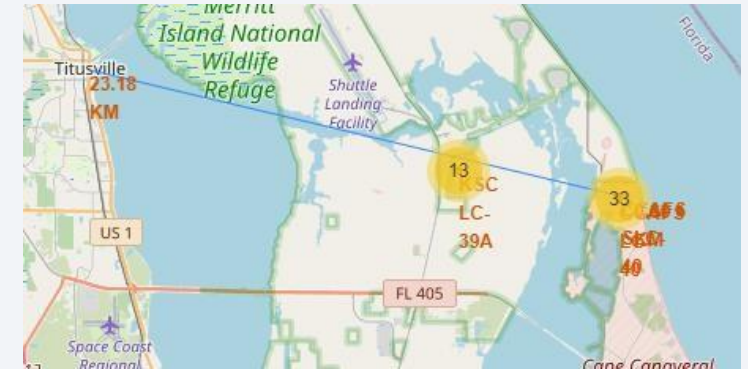 Merritt
Island National
Wildlife
Refuge
Florida
Titusville
23.18
KM
Shuttle
Landing
Facility
13
KSC
LC-
39A
33
40
US 1
FL 405
Space Coast
Regional
Cape Canaveral